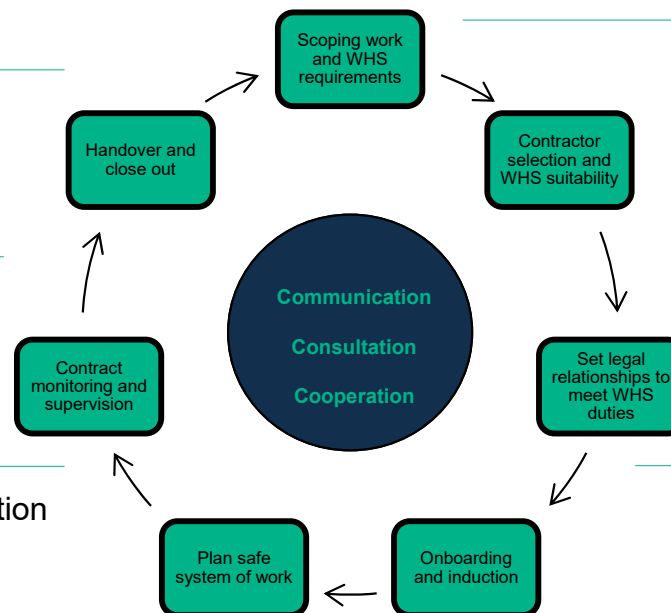 Scoping work
and WHS
requirements
Contractor
selection and
WHS suitability
Set legal
relationships to
meet WHS
duties
Onboarding
and induction
Plan safe
system of work
Contract
monitoring and
supervision
Handover and
close out
Communication
Consultation
Cooperation
tion